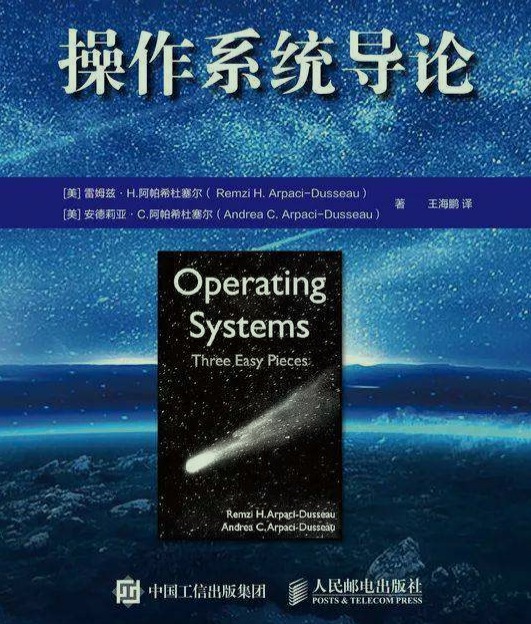 操作系统导论
[美] 雷姆兹·H.阿帕希杜塞尔（ Remzi H. Arpaci-Dusseau ）
[美] 安德莉亚·C.阿帕希杜塞尔（ Andrea C. Arpaci-Dusseau ）
著 王海鹏 译
Operating
Systems
Three Easy Pieces
Remzi H. Arpaci-Dusseau
Andrea C. Arpaci-Dusseau
中国工信出版集团
人民邮电出版社
POSTS & TELECOM PRESS